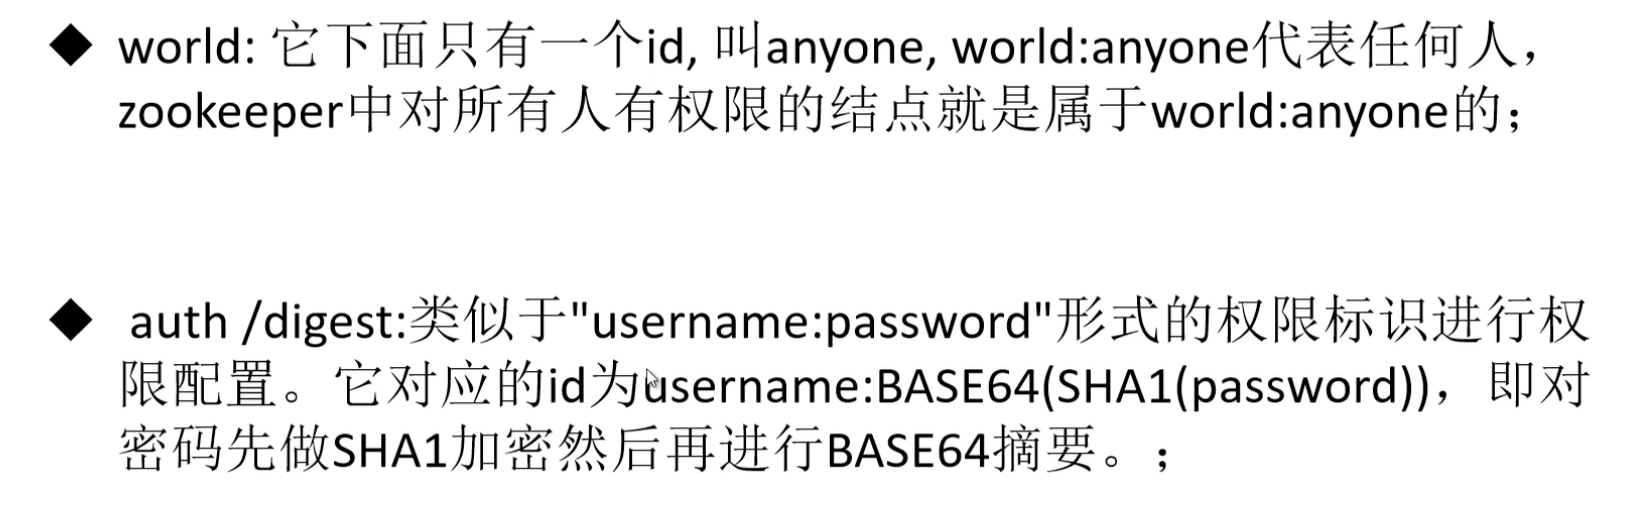 ◆ world: 它下面只有一个id, 叫anyone, world:anyone代表任何人，
zookeeper中对所有人有权限的结点就是属于world:anyone的；
◆ auth /digest:类似于"username:password"形式的权限标识进行权
限配置。它对应的id为username:BASE64(SHA1(password))，即对
密码先做SHA1加密然后再进行BASE64摘要。；